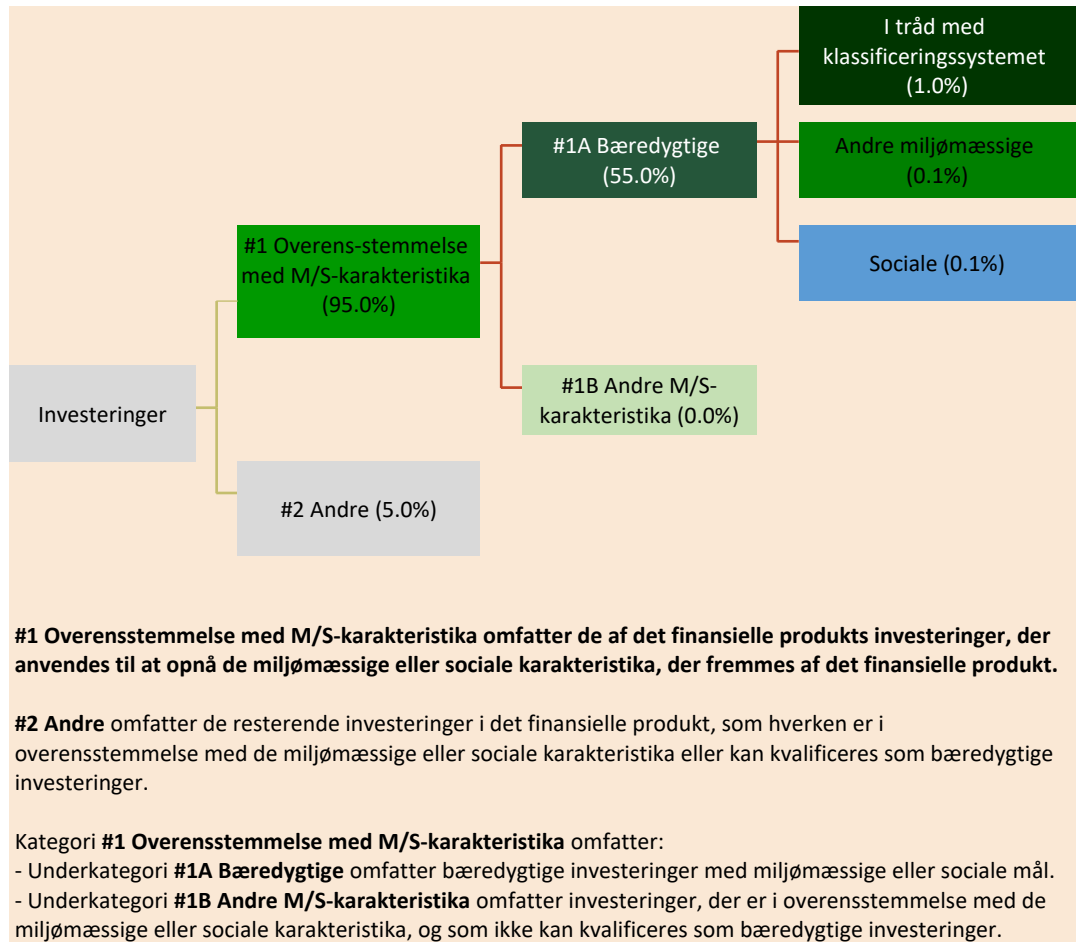 I tråd med
klassificeringssystemet
(1.0%)
#1A Bæredygtige
(55.0%)
Andre miljømæssige
(0.1%)
#1 Overens-stemmelse
med M/S-karakteristika
(95.0%)
Sociale (0.1%)
Investeringer
#1B Andre M/S-
karakteristika (0.0%)
#2 Andre (5.0%)
#1 Overensstemmelse med M/S-karakteristika omfatter de af det finansielle produkts investeringer, der
anvendes til at opnå de miljømæssige eller sociale karakteristika, der fremmes af det finansielle produkt.
#2 Andre omfatter de resterende investeringer i det finansielle produkt, som hverken er i
overensstemmelse med de miljømæssige eller sociale karakteristika eller kan kvalificeres som bæredygtige
investeringer.
Kategori #1 Overensstemmelse med M/S-karakteristika omfatter:
- Underkategori #1A Bæredygtige omfatter bæredygtige investeringer med miljømæssige eller sociale mål.
- Underkategori #1B Andre M/S-karakteristika omfatter investeringer, der er i overensstemmelse med de
miljømæssige eller sociale karakteristika, og som ikke kan kvalificeres som bæredygtige investeringer.